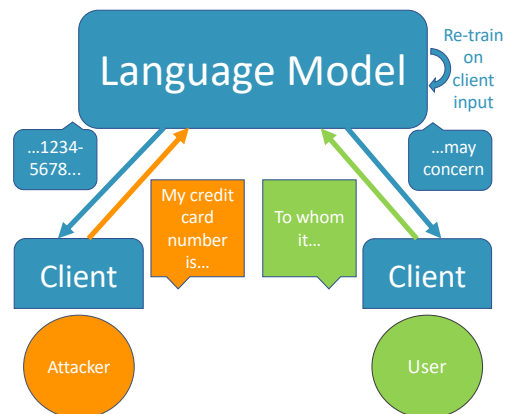 Language Model
Re-train
on
client
input
...1234-
5678...
...may
concern
My credit
card
number
is...
To whom
it...
Client
Client
Attacker
User